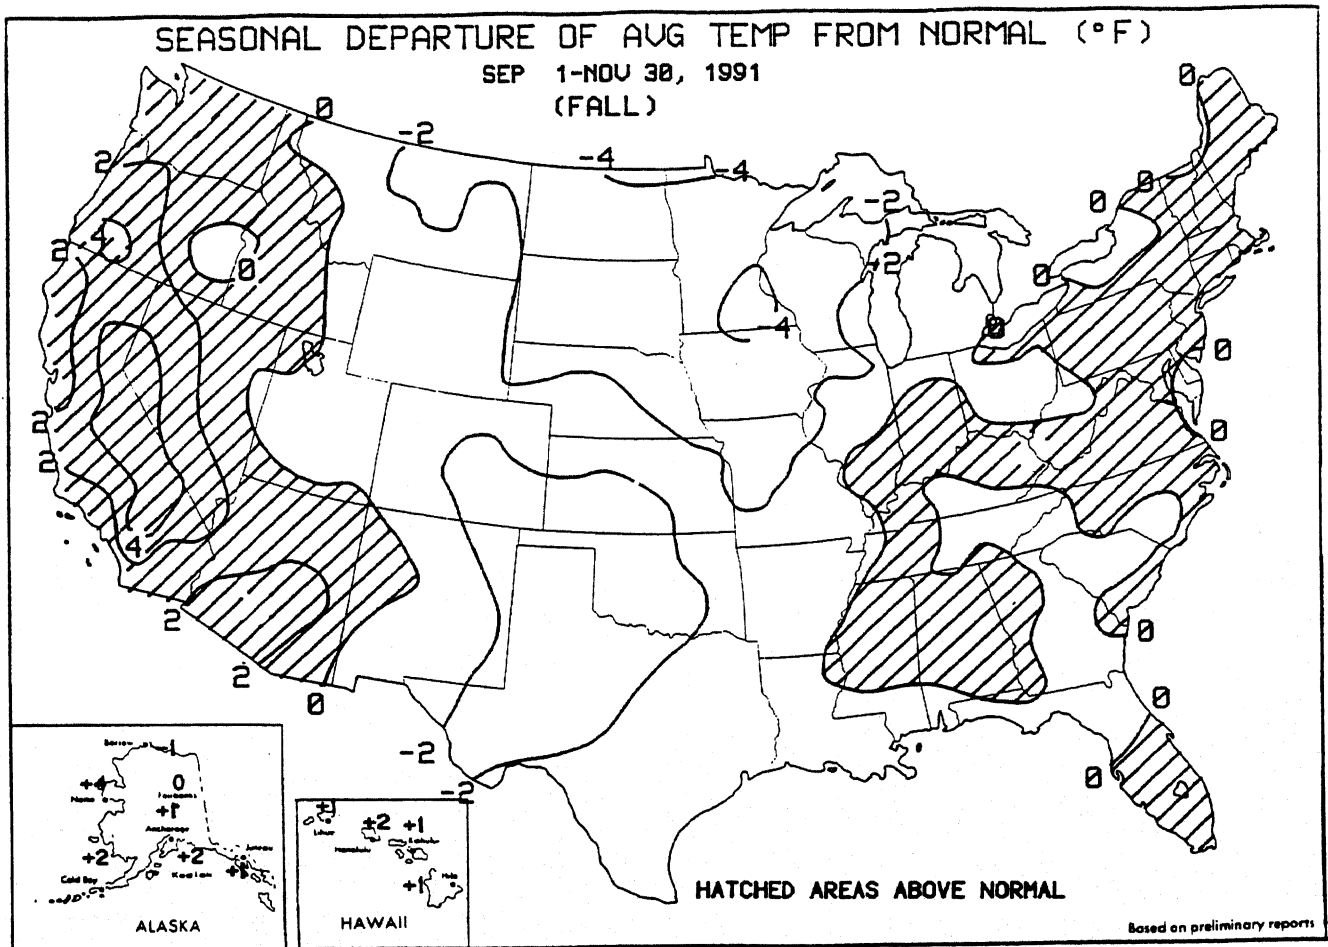 SEASONAL DEPARTURE OF AVG TEMP FROM NORMAL (°F)
SEP 1-NOV 30, 1991
(FALL)
0
0
-2
-4
-4
2
0
0
-2
2
4
+2
0
0
-4
0
0
2
0
2
4
2
0
2
0
0
-2
0
-2
Barrow
-1
+4
0
Nome
Fairbanks
+1
Anchorage
+2
+2
Juneau
Cold Bay
Kodiak
ALASKA
Lihue
+2
+1
Honolulu
Kahului
+1
Hilo
HAWAII
HATCHED AREAS ABOVE NORMAL
Based on preliminary reports